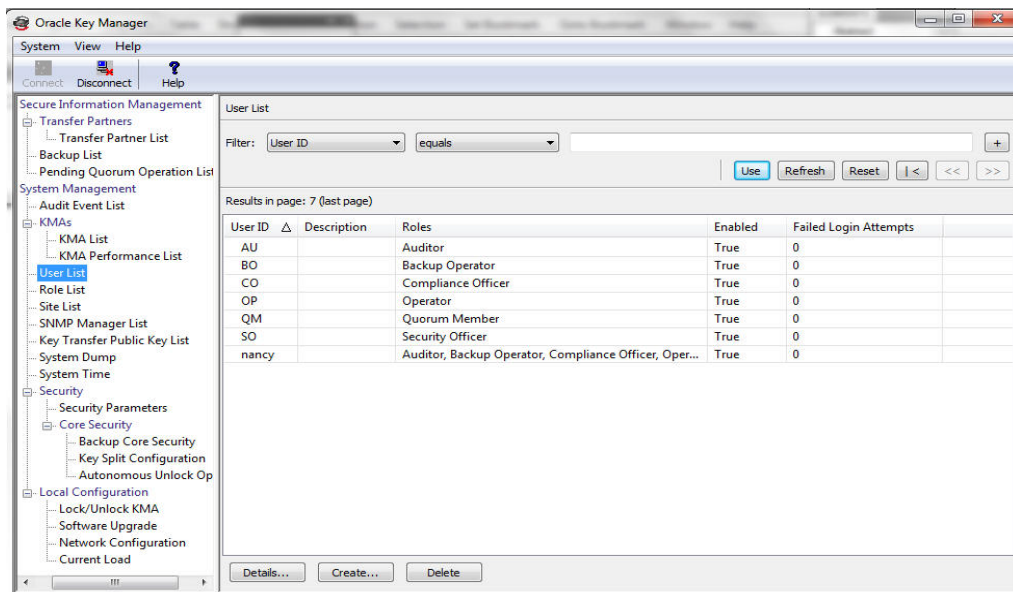 Oracle Key Manager
System View Help
Connect Disconnect Help
Secure Information Management
Transfer Partners
Transfer Partner List
Backup List
Pending Quorum Operation List
System Management
Audit Event List
KMAs
KMA List
KMA Performance List
User List
Role List
Site List
SNMP Manager List
Key Transfer Public Key List
System Dump
System Time
Security
Security Parameters
Core Security
Backup Core Security
Key Split Configuration
Autonomous Unlock Op
Local Configuration
Lock/Unlock KMA
Software Upgrade
Network Configuration
Current Load
User List
Filter: User ID equals +
Use Refresh Reset |< << >>
Results in page: 7 (last page)
User ID Description Roles Enabled Failed Login Attempts
AU Auditor True 0
BO Backup Operator True 0
CO Compliance Officer True 0
OP Operator True 0
QM Quorum Member True 0
SO Security Officer True 0
nancy Auditor, Backup Operator, Compliance Officer, Oper... True 0
Details... Create... Delete